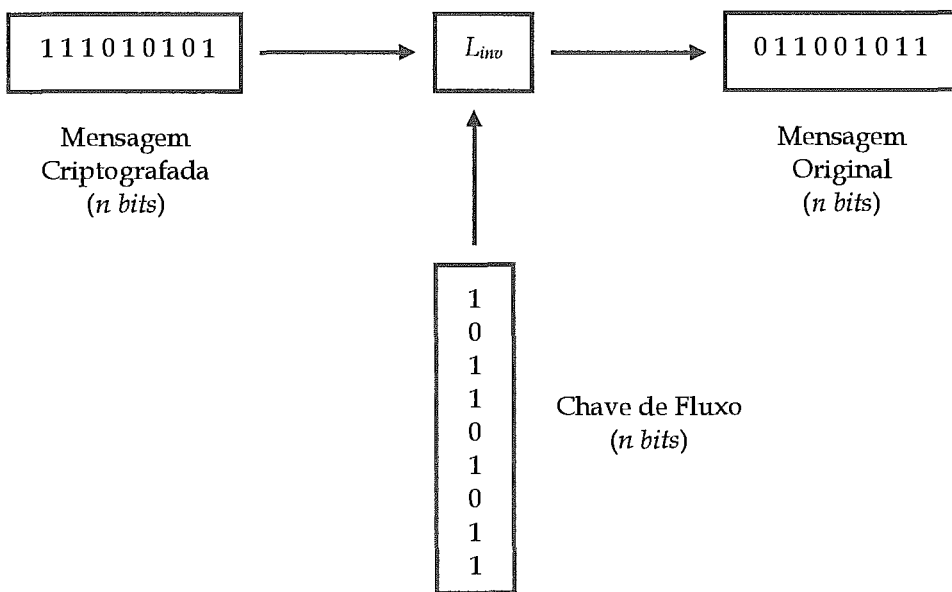 111010101
L_inv
011001011
Mensagem
Criptografada
(n bits)
Mensagem
Original
(n bits)
1
0
1
1
0
1
0
1
1
Chave de Fluxo
(n bits)